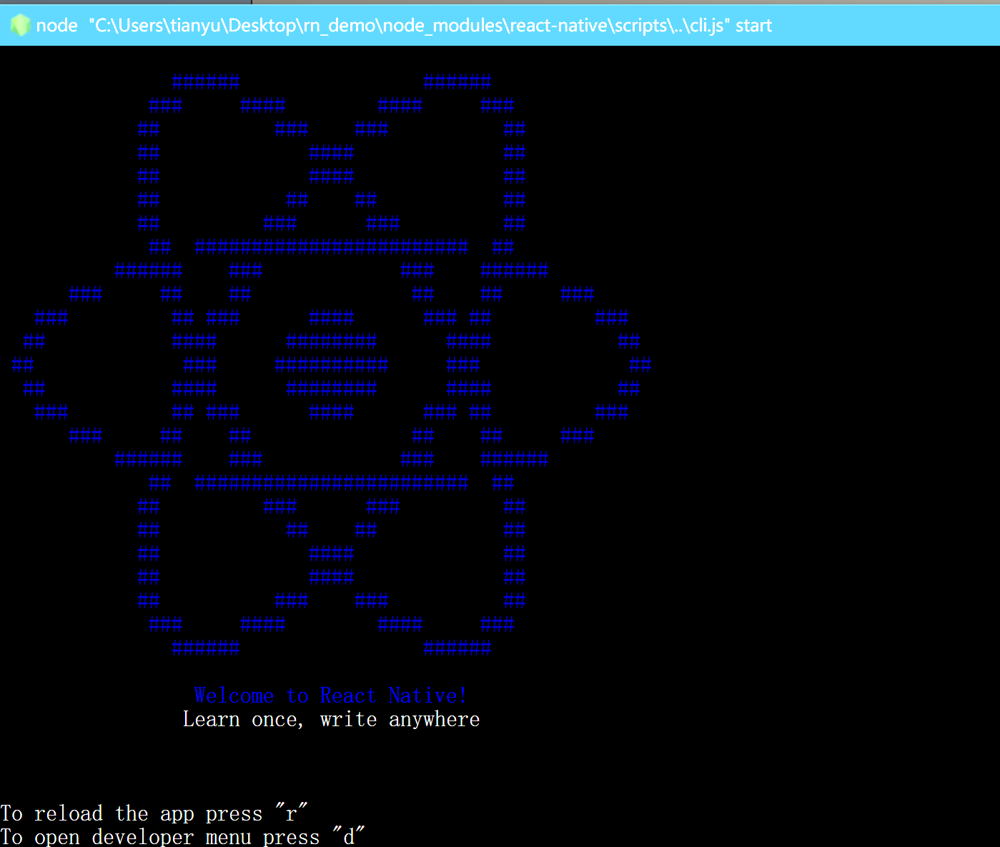 node "C:\Users\tianyu\Desktop\rn_demo\node_modules\react-native\scripts\..\cli.js" start
###### ######
### #### #### ###
## ### ### ##
## #### ##
## #### ##
## ## ## ##
## ### ### ##
## ######################## ##
###### ### ### ######
### ## ## ## ## ###
### ## ### #### ### ## ###
## #### ######## #### ##
## ### ########## ### ##
## #### ######## #### ##
### ## ### #### ### ## ###
### ## ## ## ## ###
###### ### ### ######
## ######################## ##
## ### ### ##
## ## ## ##
## #### ##
## #### ##
## ### ### ##
### #### #### ###
###### ######
Welcome to React Native!
Learn once, write anywhere
To reload the app press "r"
To open developer menu press "d"